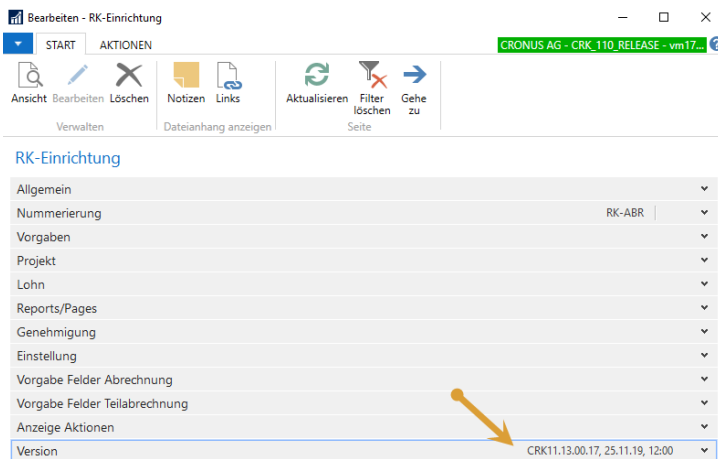 Bearbeiten - RK-Einrichtung
START AKTIONEN
CRONUS AG - CRK_110_RELEASE - vm17...
Ansicht Bearbeiten Löschen Notizen Links Aktualisieren Filter löschen Gehe zu
Verwalten Dateianhang anzeigen Seite
RK-Einrichtung
Allgemein
Nummerierung RK-ABR
Vorgaben
Projekt
Lohn
Reports/Pages
Genehmigung
Einstellung
Vorgabe Felder Abrechnung
Vorgabe Felder Teilabrechnung
Anzeige Aktionen
Version CRK11.13.00.17, 25.11.19, 12:00